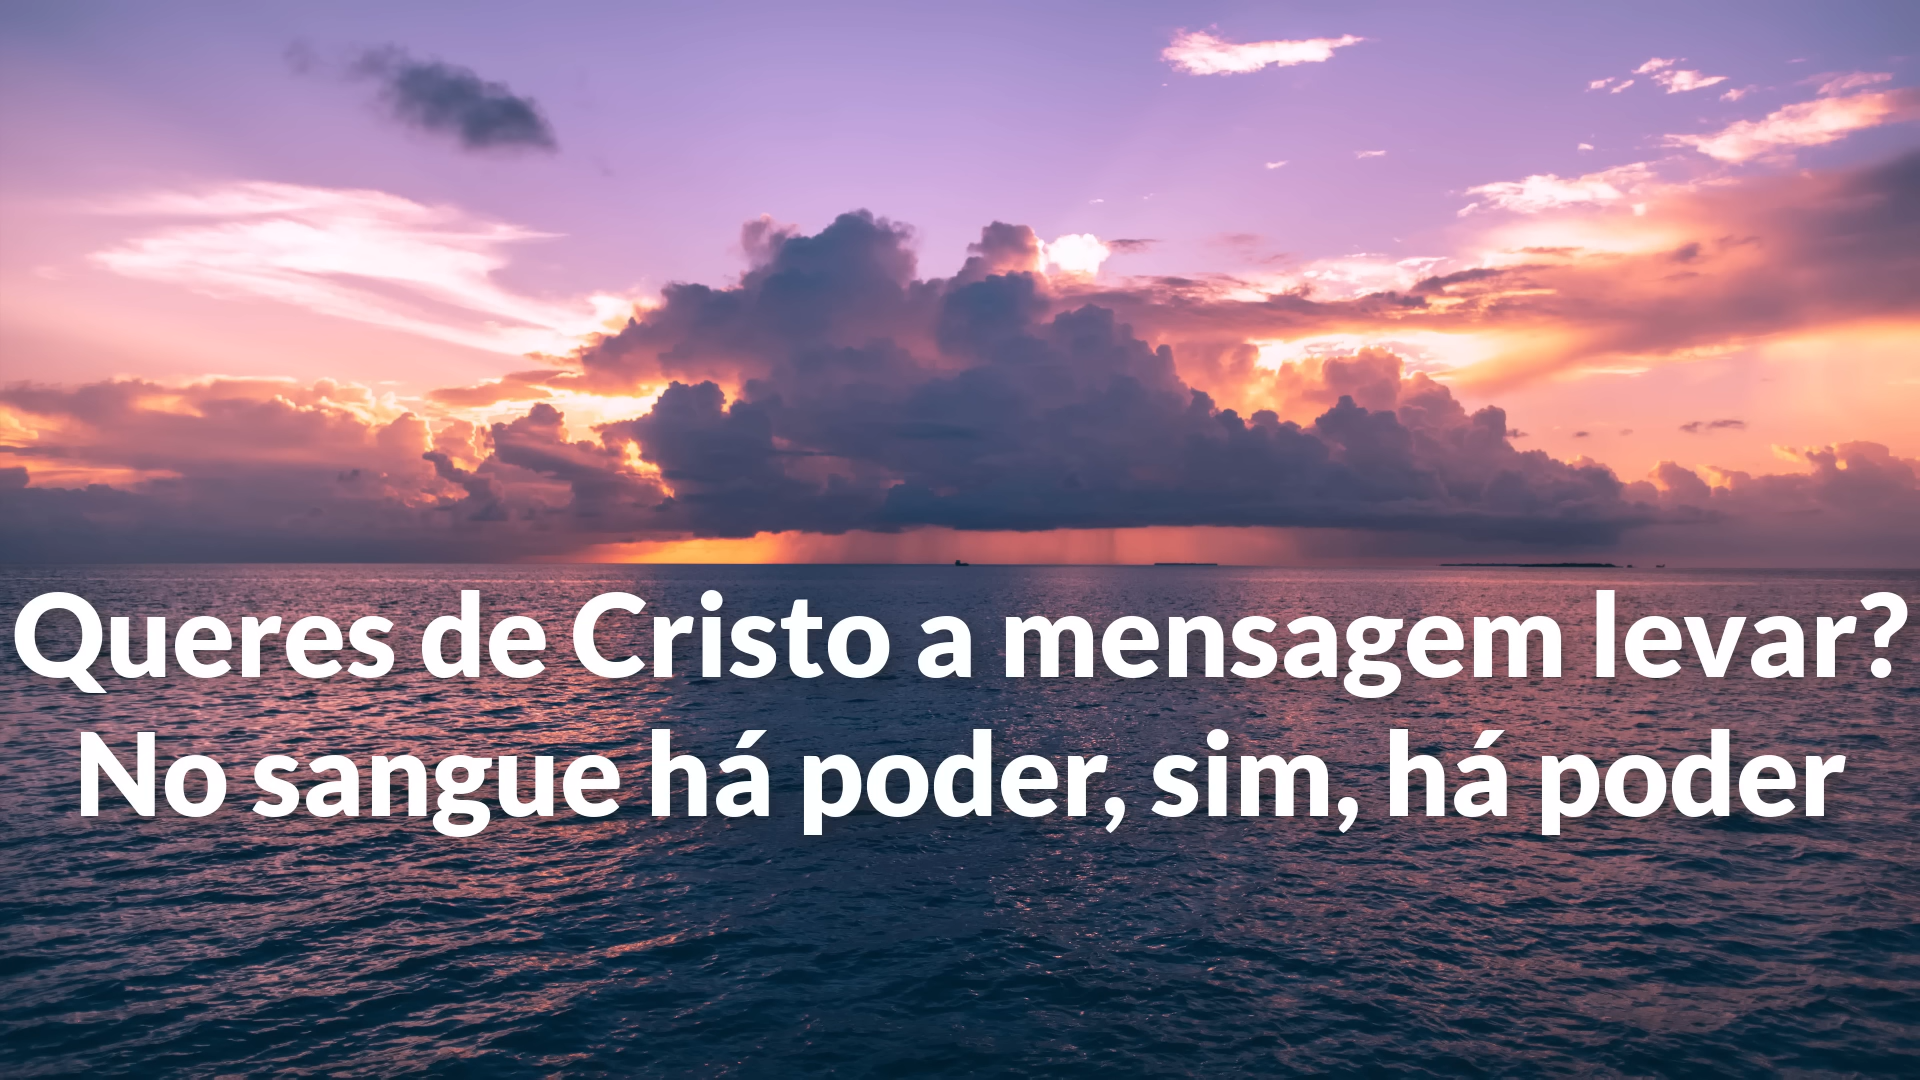 Queres de Cristo a mensagem levar?
No sangue há poder, sim, há poder